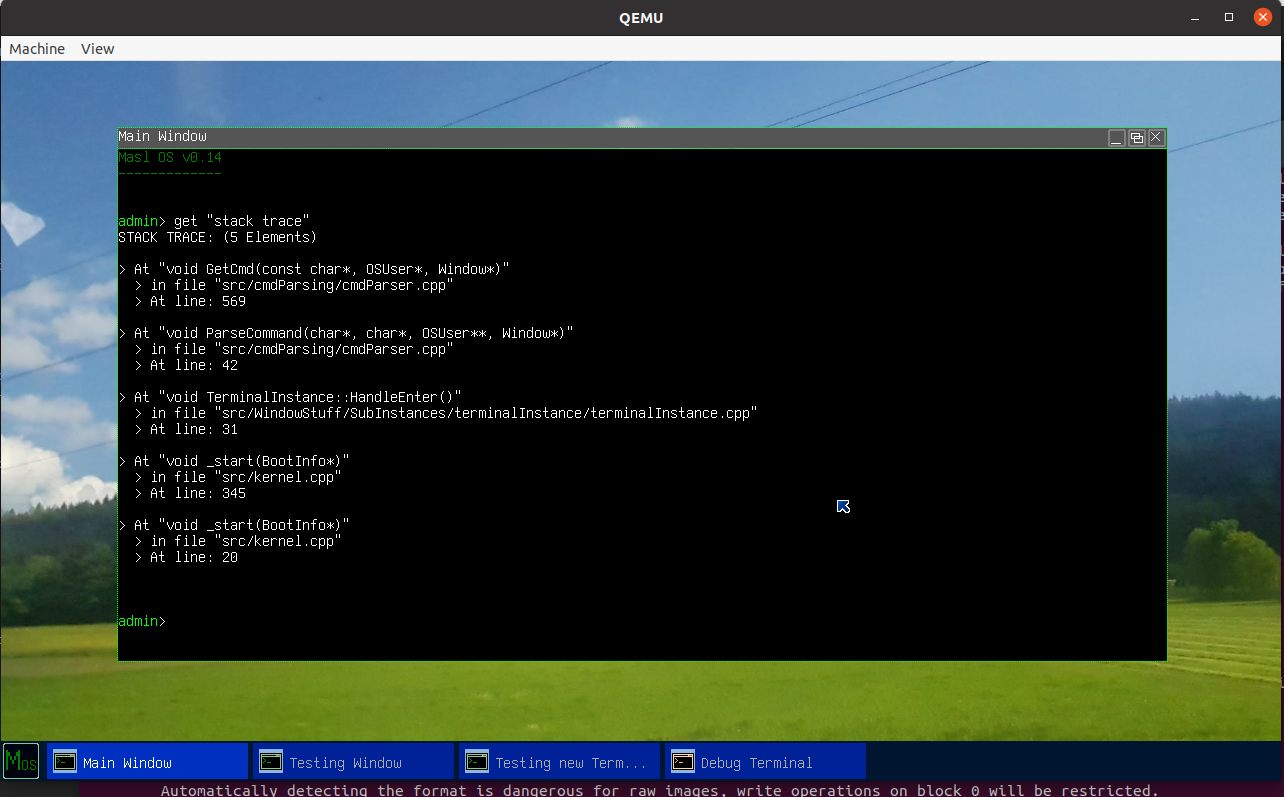 QEMU
Machine View
Main Window
Masl OS v0.14
-------------
admin> get "stack trace"
STACK TRACE: (5 Elements)
> At "void GetCmd(const char*, OSUser*, Window*)"
> in file "src/cmdParsing/cmdParser.cpp"
> At line: 569
> At "void ParseCommand(char*, char*, OSUser**, Window*)"
> in file "src/cmdParsing/cmdParser.cpp"
> At line: 42
> At "void TerminalInstance::HandleEnter()"
> in file "src/WindowStuff/SubInstances/terminalInstance/terminalInstance.cpp"
> At line: 31
> At "void _start(BootInfo*)"
> in file "src/kernel.cpp"
> At line: 345
> At "void _start(BootInfo*)"
> in file "src/kernel.cpp"
> At line: 20
admin>
Mos Main Window Testing Window Testing new Term... Debug Terminal
Automatically detecting the format is dangerous for raw images, write operations on block 0 will be restricted.